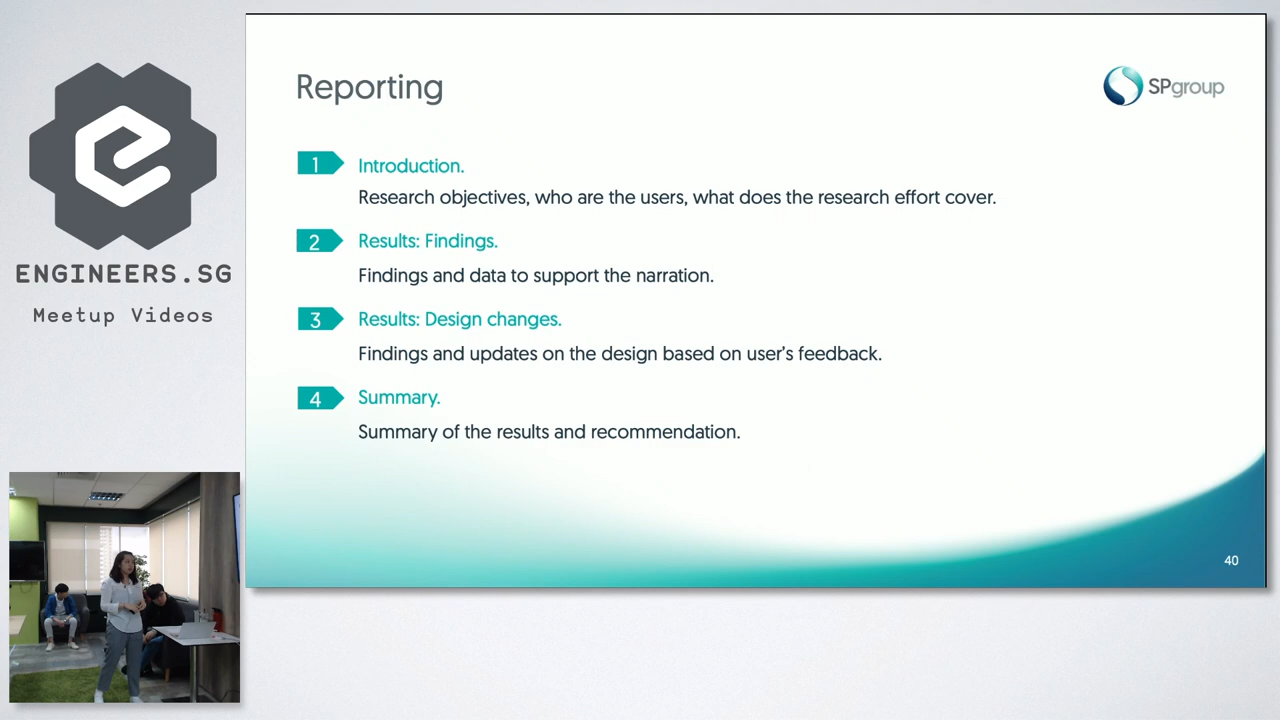 ENGINEERS.SG
Meetup Videos
Reporting
SPgroup
1 Introduction.
Research objectives, who are the users, what does the research effort cover.
2 Results: Findings.
Findings and data to support the narration.
3 Results: Design changes.
Findings and updates on the design based on user's feedback.
4 Summary.
Summary of the results and recommendation.
40